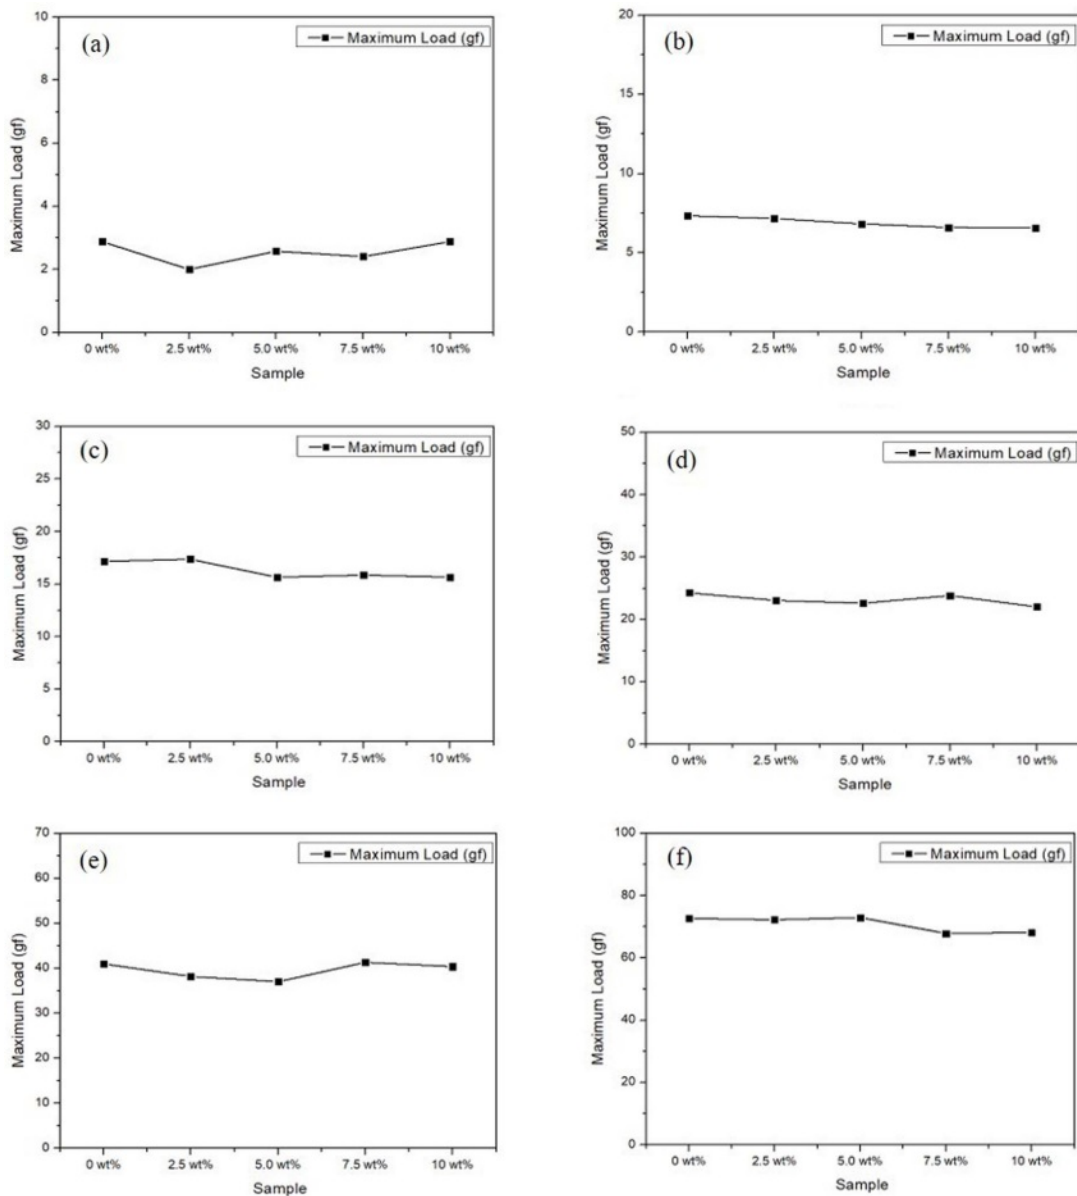 (a)
Maximum Load (gf)
Maximum Load (gf)
10
8
6
4
2
0
0 wt%
2.5 wt%
5.0 wt%
7.5 wt%
10 wt%
Sample
(b)
Maximum Load (gf)
Maximum Load (gf)
20
15
10
5
0
0 wt%
2.5 wt%
5.0 wt%
7.5 wt%
10 wt%
Sample
(c)
Maximum Load (gf)
Maximum Load (gf)
30
25
20
15
10
5
0
0 wt%
2.5 wt%
5.0 wt%
7.5 wt%
10 wt%
Sample
(d)
Maximum Load (gf)
Maximum Load (gf)
50
40
30
20
10
0
0 wt%
2.5 wt%
5.0 wt%
7.5 wt%
10 wt%
Sample
(e)
Maximum Load (gf)
Maximum Load (gf)
70
60
50
40
30
20
10
0
0 wt%
2.5 wt%
5.0 wt%
7.5 wt%
10 wt%
Sample
(f)
Maximum Load (gf)
Maximum Load (gf)
100
80
60
40
20
0
0 wt%
2.5 wt%
5.0 wt%
7.5 wt%
10 wt%
Sample